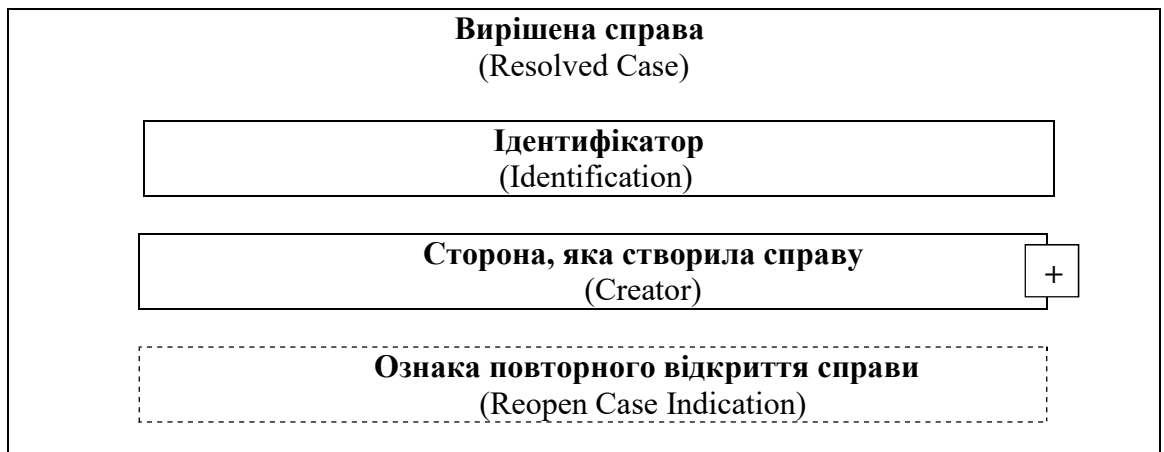 Вирішена справа
(Resolved Case)
Ідентифікатор
(Identification)
Сторона, яка створила справу
(Creator)
+
Ознака повторного відкриття справи
(Reopen Case Indication)